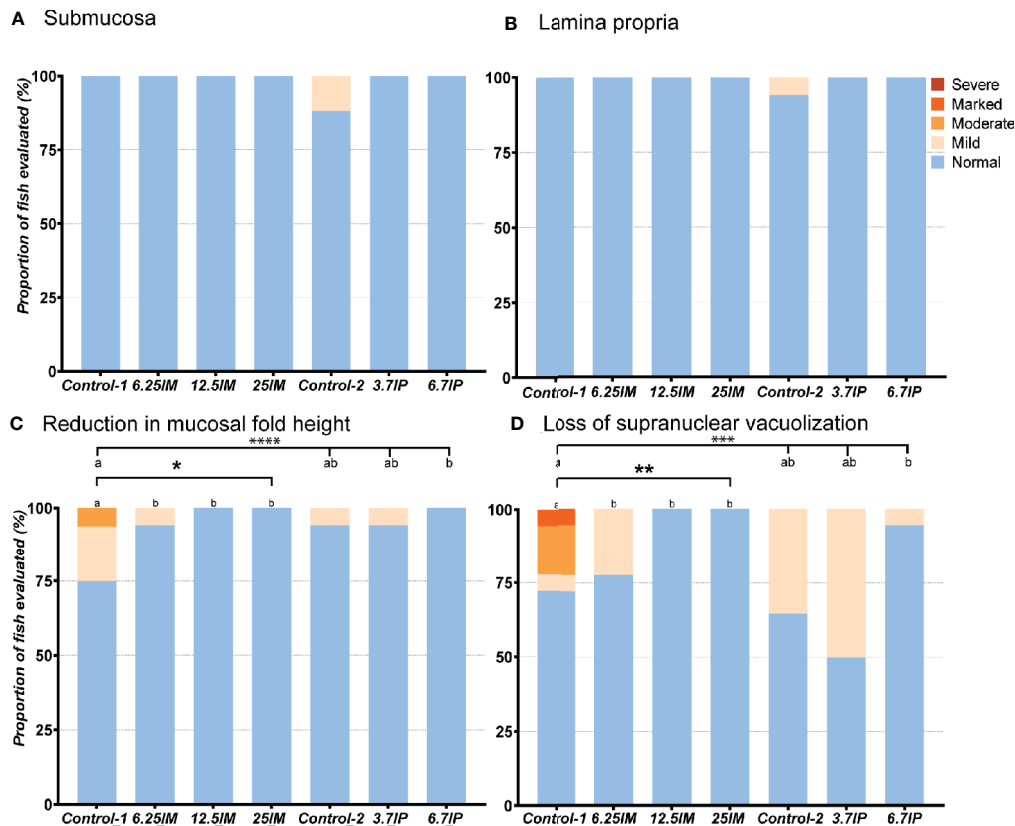 A Submucosa
B Lamina propria
Proportion of fish evaluated (%)
100
75
50
25
0
Control-1 6.25IM 12.5IM 25IM Control-2 3.7IP 6.7IP
100
75
50
25
0
Control-1 6.25IM 12.5IM 25IM Control-2 3.7IP 6.7IP
Severe
Marked
Moderate
Mild
Normal
C Reduction in mucosal fold height
****
a ab ab b
*
a b b b
Proportion of fish evaluated (%)
100
75
50
25
0
Control-1 6.25IM 12.5IM 25IM Control-2 3.7IP 6.7IP
D Loss of supranuclear vacuolization
***
a ab ab b
**
a b b b
100
75
50
25
0
Control-1 6.25IM 12.5IM 25IM Control-2 3.7IP 6.7IP